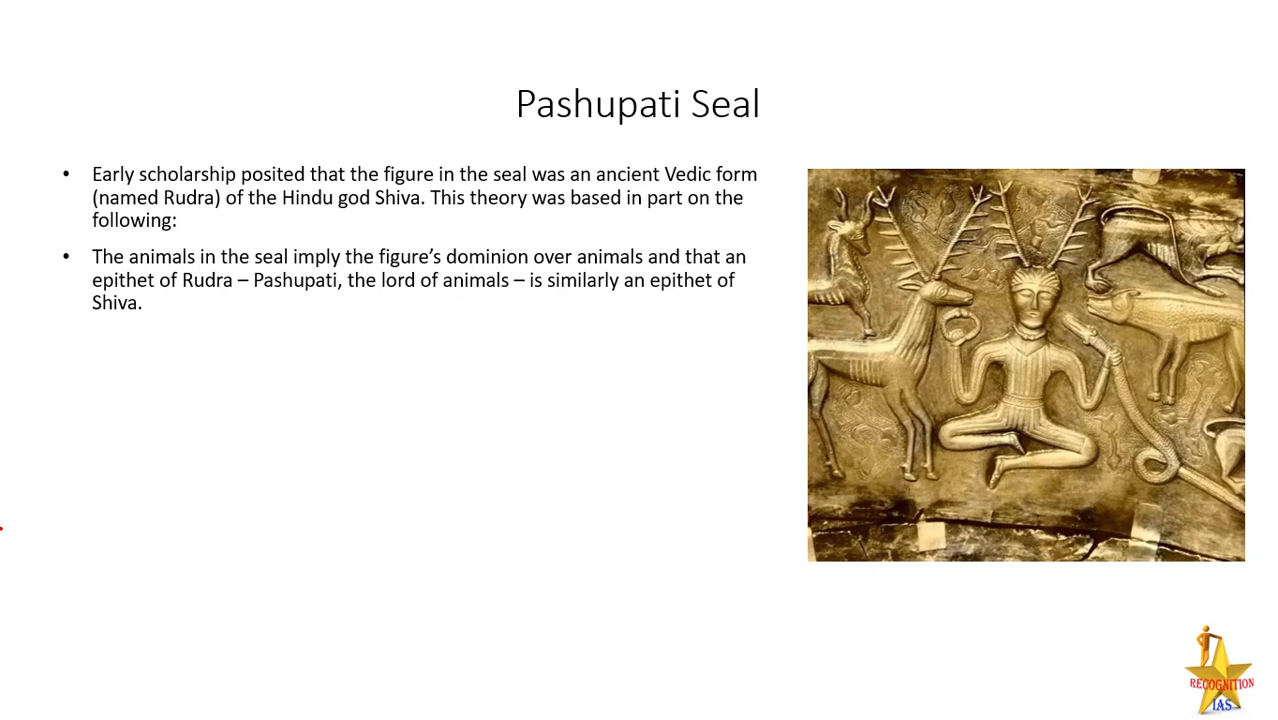 Pashupati Seal
• Early scholarship posited that the figure in the seal was an ancient Vedic form
(named Rudra) of the Hindu god Shiva. This theory was based in part on the
following:
• The animals in the seal imply the figure’s dominion over animals and that an
epithet of Rudra – Pashupati, the lord of animals – is similarly an epithet of
Shiva.
RECOGNITION
IAS